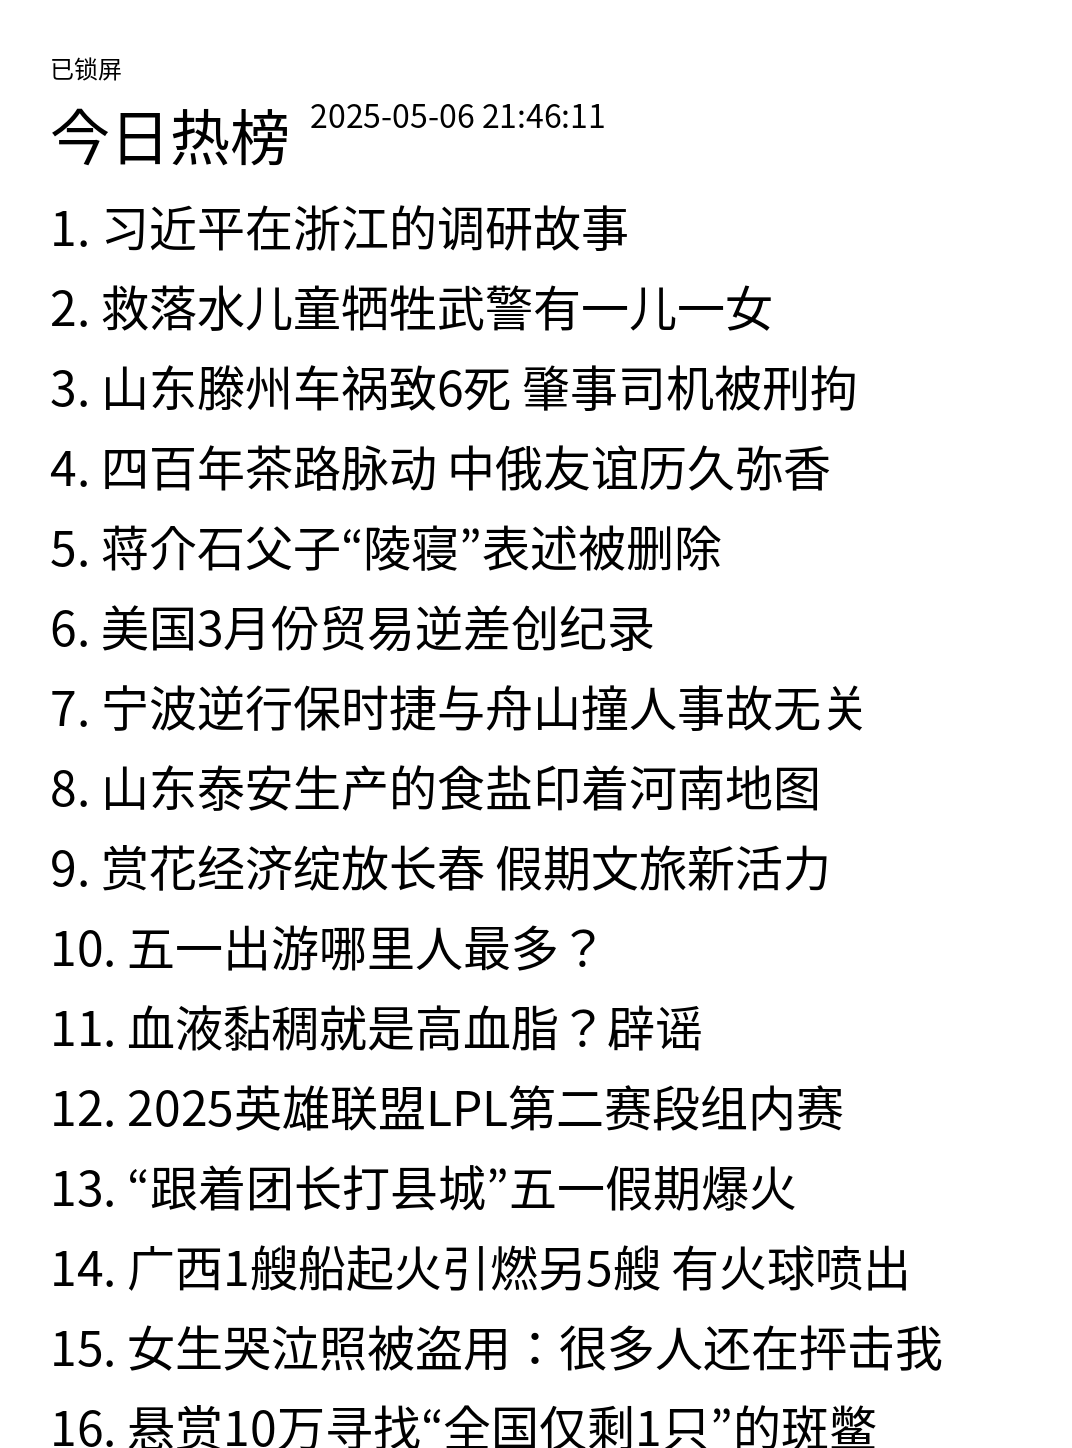 已锁屏
今日热榜 2025-05-06 21:46:11
1. 习近平在浙江的调研故事
2. 救落水儿童牺牲武警有一儿一女
3. 山东滕州车祸致6死 肇事司机被刑拘
4. 四百年茶路脉动 中俄友谊历久弥香
5. 蒋介石父子“陵寝”表述被删除
6. 美国3月份贸易逆差创纪录
7. 宁波逆行保时捷与舟山撞人事故无关
8. 山东泰安生产的食盐印着河南地图
9. 赏花经济绽放长春 假期文旅新活力
10. 五一出游哪里人最多？
11. 血液黏稠就是高血脂？辟谣
12. 2025英雄联盟LPL第二赛段组内赛
13. “跟着团长打县城”五一假期爆火
14. 广西1艘船起火引燃另5艘 有火球喷出
15. 女生哭泣照被盗用：很多人还在抨击我
16. 悬赏10万寻找“全国仅剩1只”的斑鳖